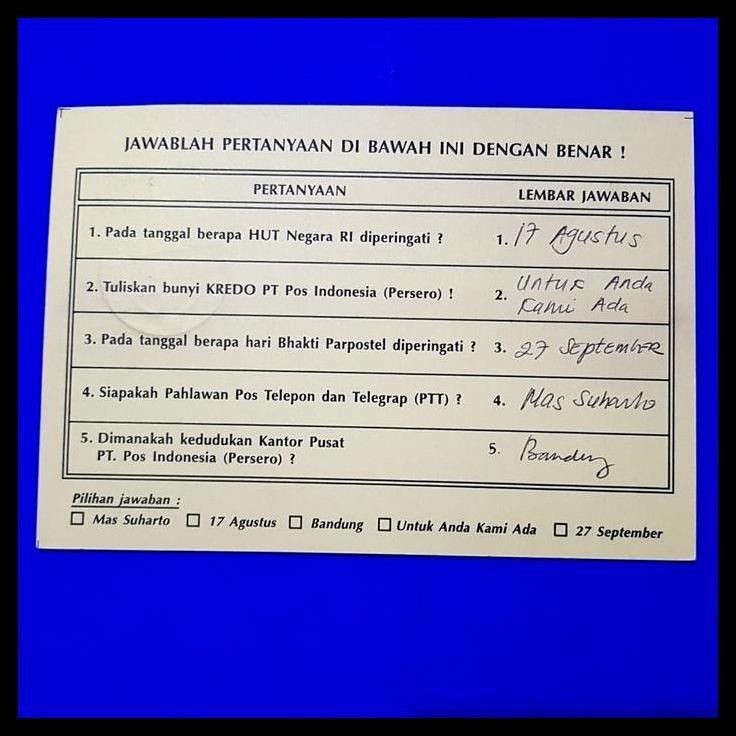 JAWABLAH PERTANYAAN DI BAWAH INI DENGAN BENAR !
PERTANYAAN LEMBAR JAWABAN
1. Pada tanggal berapa HUT Negara RI diperingati ? 1. 17 Agustus
2. Tuliskan bunyi KREDO PT Pos Indonesia (Persero) ! 2. Untuk Anda
Kami Ada
3. Pada tanggal berapa hari Bhakti Parpostel diperingati ? 3. 27 SEPTEMBER
4. Siapakah Pahlawan Pos Telepon dan Telegrap (PTT) ? 4. Mas Suharto
5. Dimanakah kedudukan Kantor Pusat 5. Bandung
PT. Pos Indonesia (Persero) ?
Pilihan jawaban :
Mas Suharto 17 Agustus Bandung Untuk Anda Kami Ada 27 September